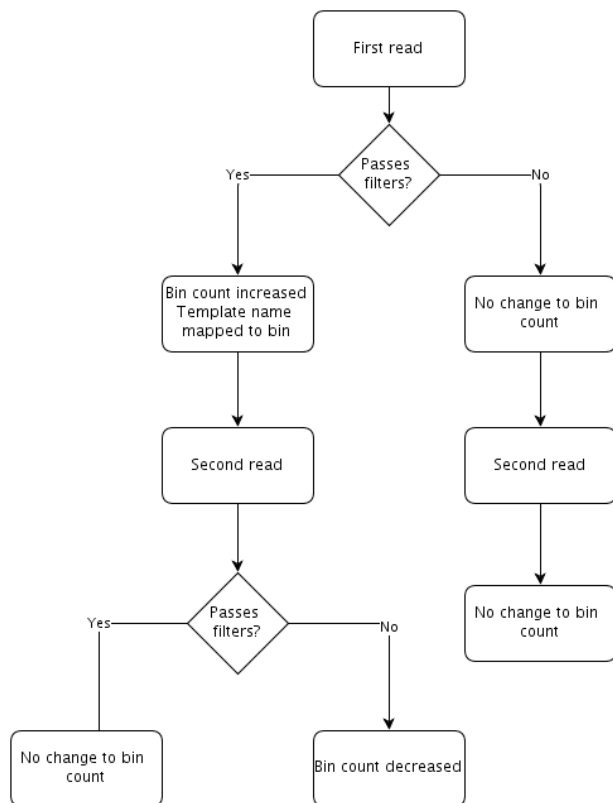 First read
Passes
filters?
Yes
No
Bin count increased
Template name
mapped to bin
No change to bin
count
Second read
Second read
Passes
filters?
No change to bin
count
Yes
No
No change to bin
count
Bin count decreased